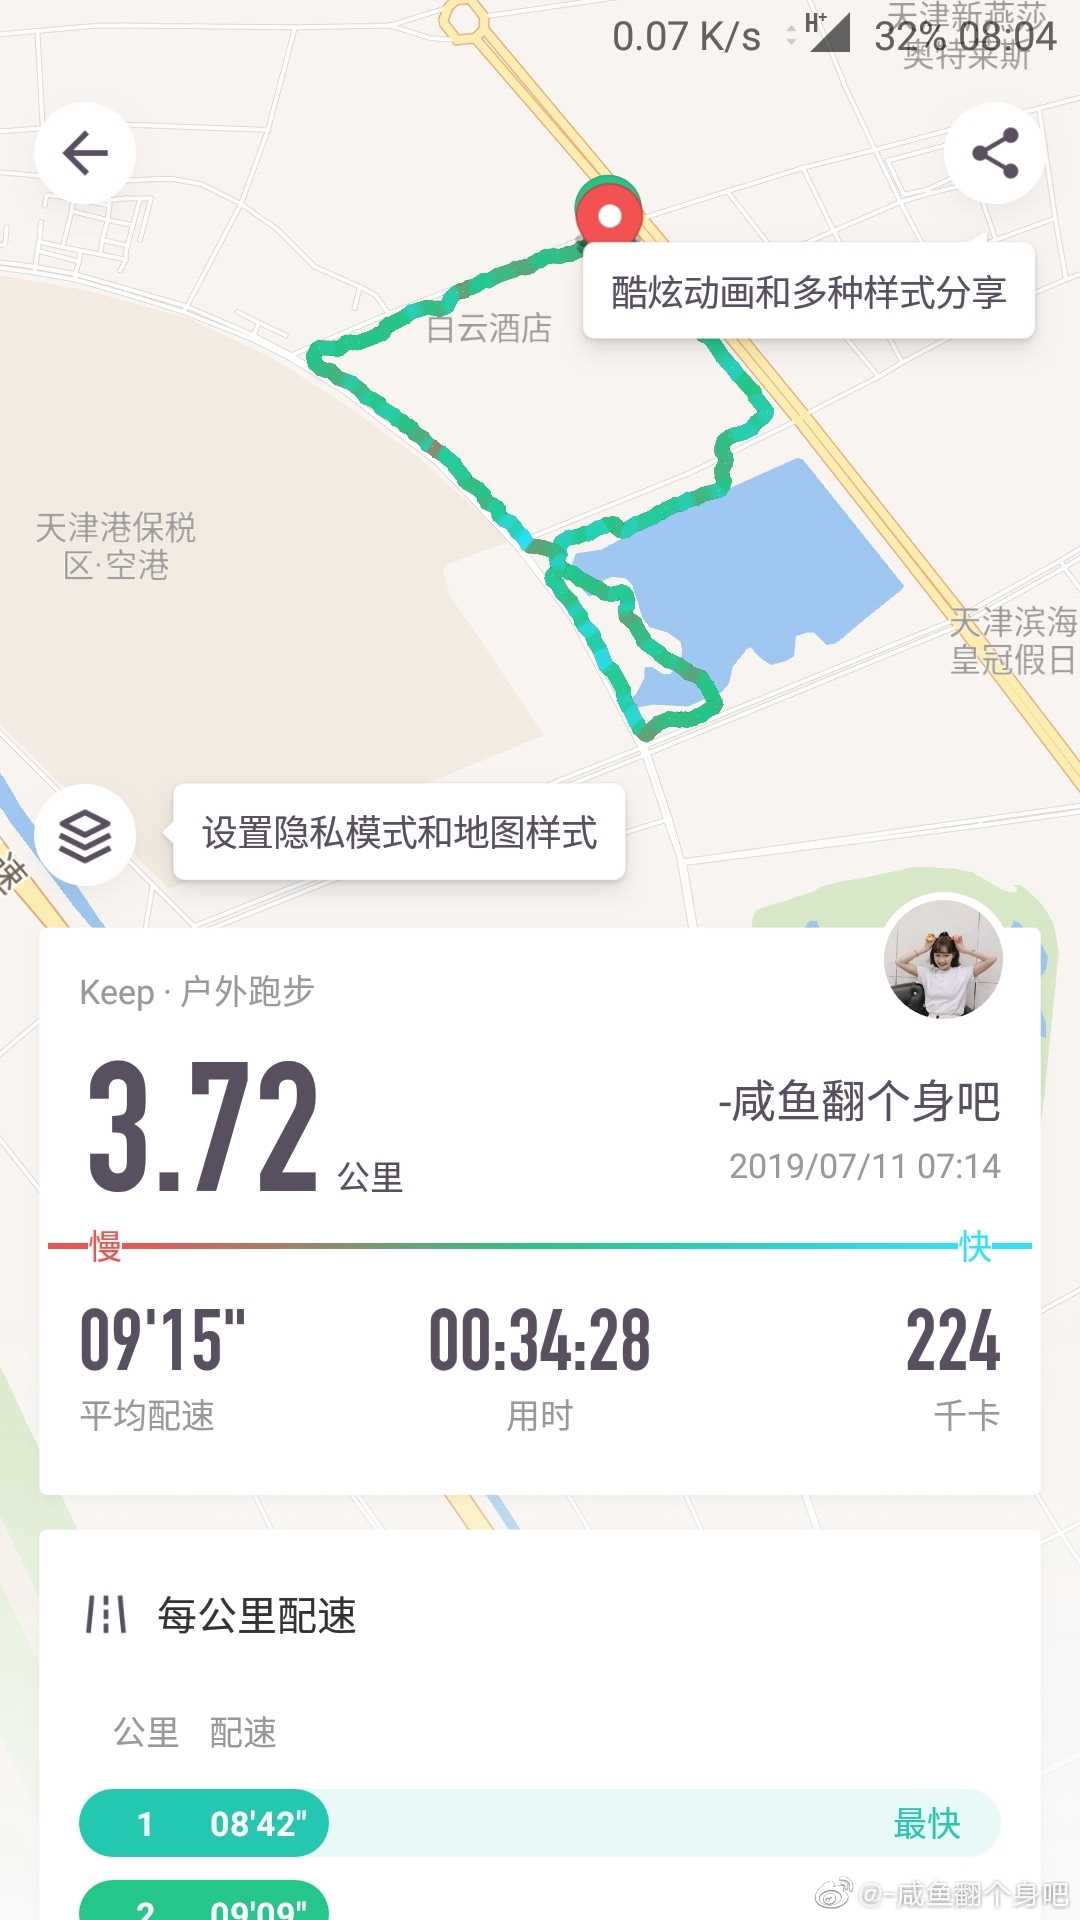 天津新燕莎
奥特莱斯
0.07 K/s H+ 32% 08:04
酷炫动画和多种样式分享
白云酒店
天津港保税
区·空港
天津滨海
皇冠假日
设置隐私模式和地图样式
速
Keep · 户外跑步
3.72 公里
-咸鱼翻个身吧
2019/07/11 07:14
慢 快
09'15" 00:34:28 224
平均配速 用时 千卡
每公里配速
公里 配速
1 08'42" 最快
2 09'09"
@-咸鱼翻个身吧